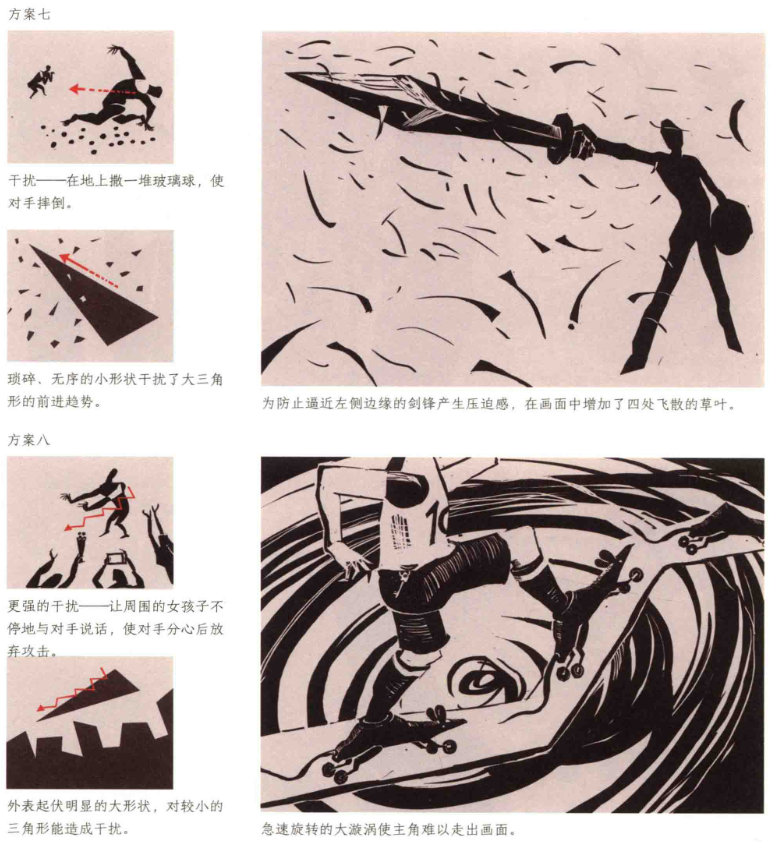 方案七
干扰——在地上撒一堆玻璃球，使
对手摔倒。
琐碎、无序的小形状干扰了大三角
形的前进趋势。
为防止逼近左侧边缘的剑锋产生压迫感，在画面中增加了四处飞散的草叶。
方案八
更强的干扰——让周围的女孩子不
停地与对手说话，使对手分心后放
弃攻击。
外表起伏明显的大形状，对较小的
三角形能造成干扰。
10
急速旋转的大漩涡使主角难以走出画面。